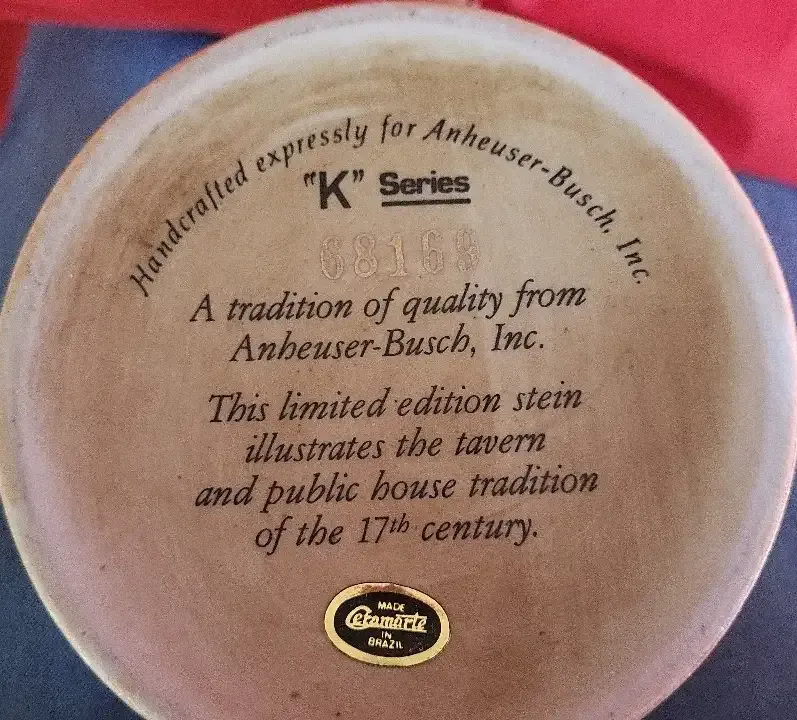 Handcrafted expressly for Anheuser-Busch, Inc.
"K" Series
68169
A tradition of quality from
Anheuser-Busch, Inc.
This limited edition stein
illustrates the tavern
and public house tradition
of the 17th century.
MADE
Ceramarte
IN
BRAZIL